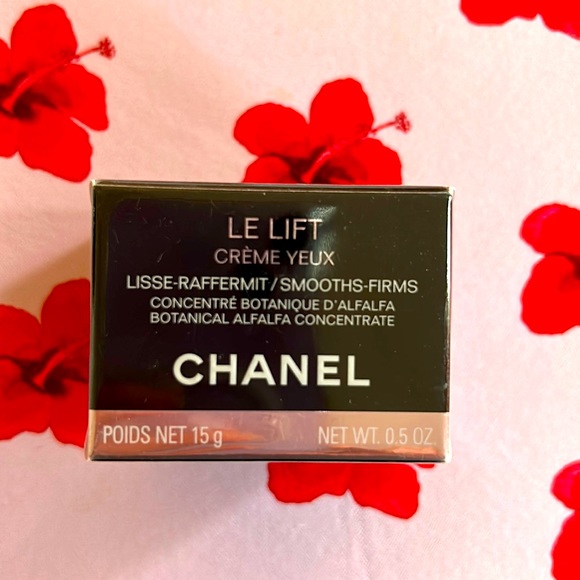 LE LIFT
CRÈME YEUX
LISSE-RAFFERMIT/SMOOTHS-FIRMS
CONCENTRÉ BOTANIQUE D'ALFALFA
BOTANICAL ALFALFA CONCENTRATE
CHANEL
POIDS NET 15 g NET WT. 0.5 OZ.